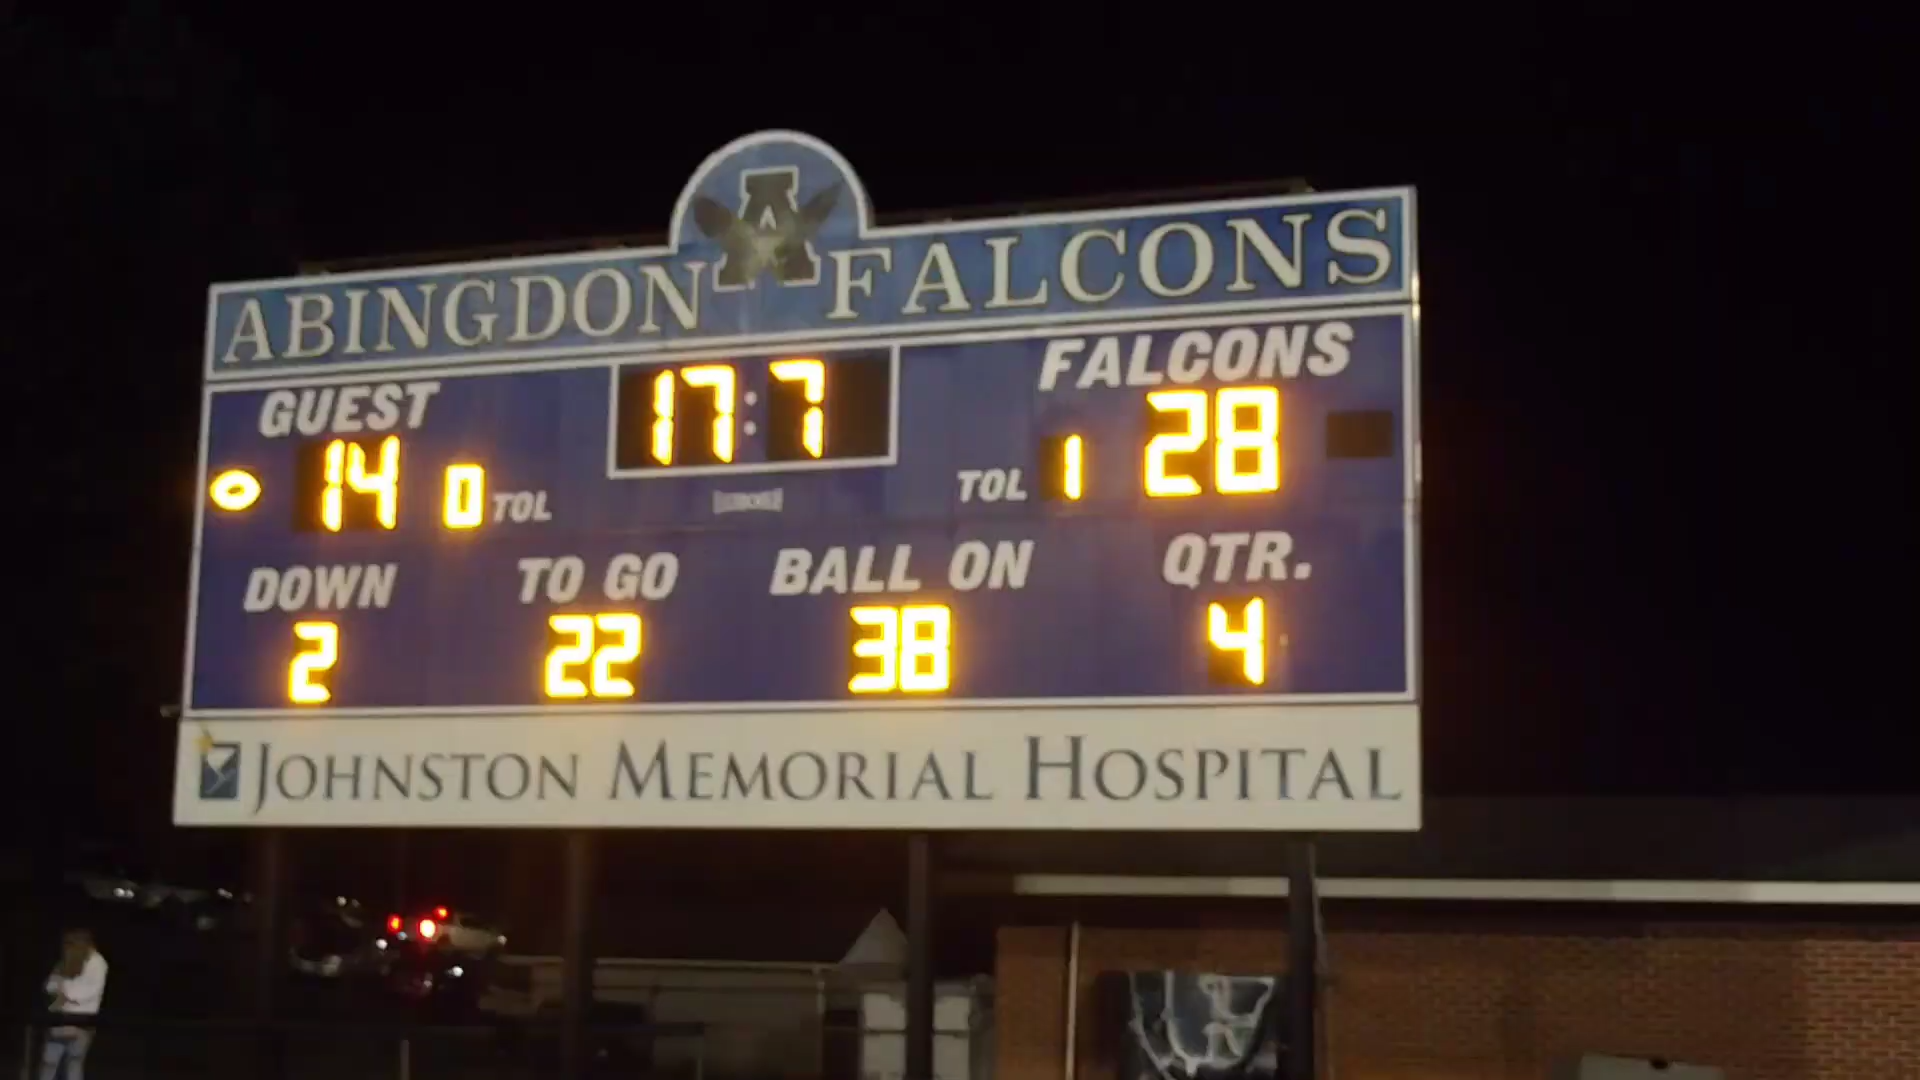 A
ABINGDON FALCONS
GUEST 17:7 FALCONS
14 0 TOL TOL 1 28
DOWN TO GO BALL ON QTR.
2 22 38 4
JOHNSTON MEMORIAL HOSPITAL